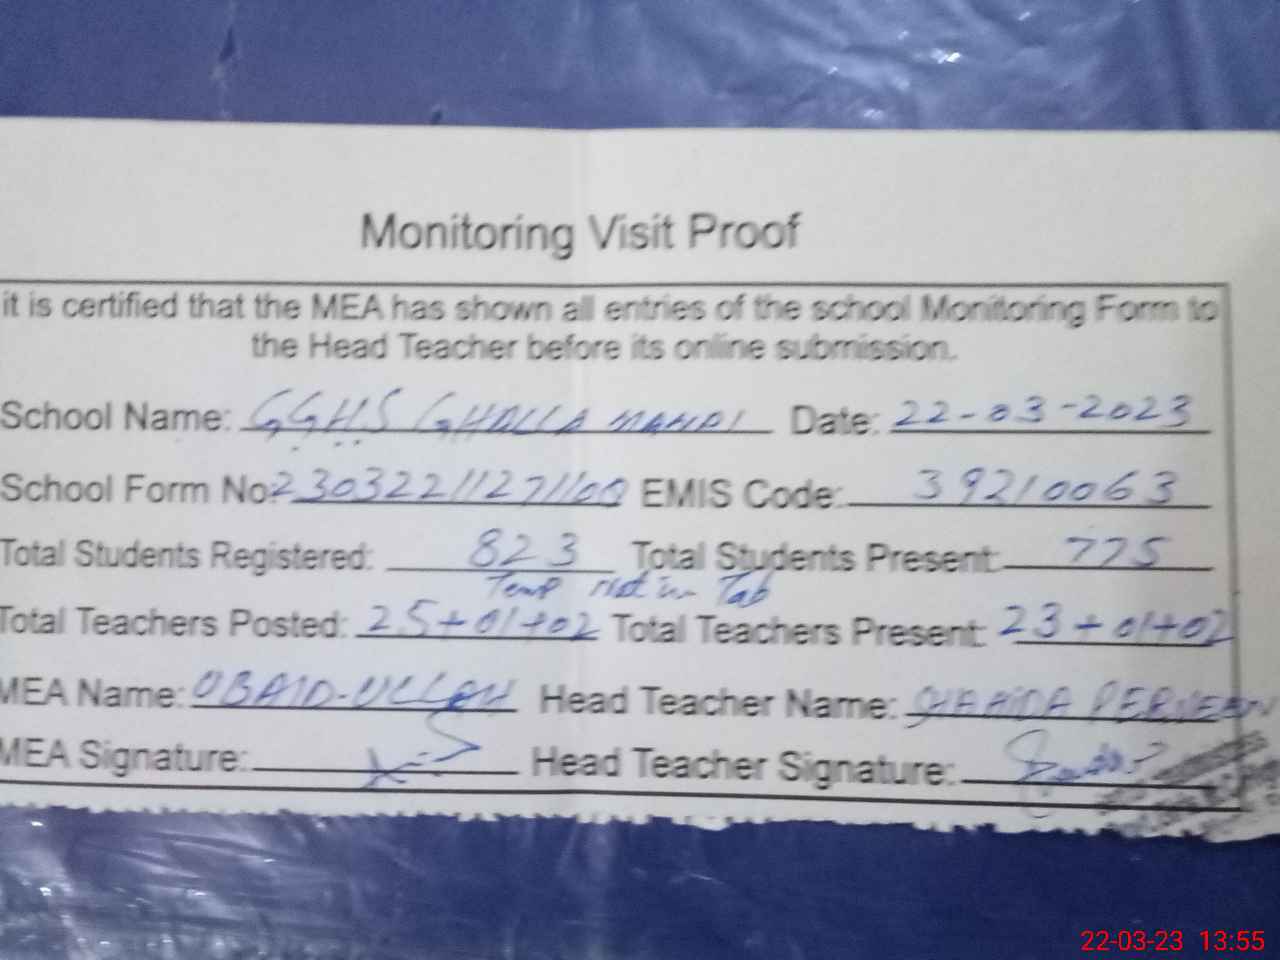 Monitoring Visit Proof
it is certified that the MEA has shown all entries of the school Monitoring Form to
the Head Teacher before its online submission.
School Name: GGHS GHALLA MANDI Date: 22-03-2023
School Form No: 23032211271100 EMIS Code: 39210063
Total Students Registered: 823 Total Students Present: 775
Temp not in Tab
Total Teachers Posted: 25+01+02 Total Teachers Present: 23+01+02
MEA Name: OBAID-ULLAH Head Teacher Name: SHAHIDA PERVEEN
MEA Signature: Head Teacher Signature:
22-03-23 13:55